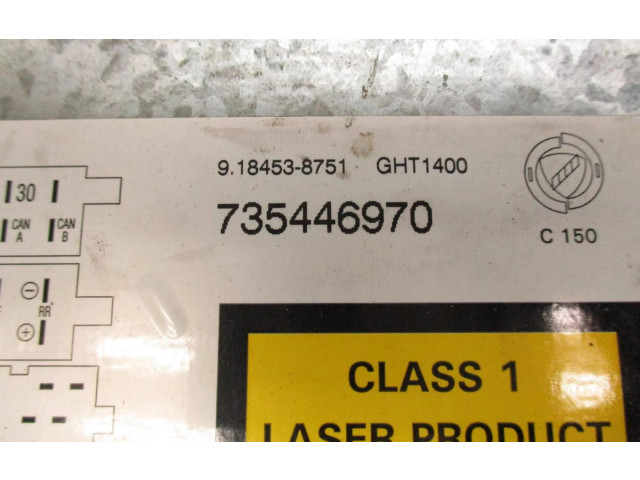 9.18453-8751 GHT1400
735446970
C 150
30
CAN A
CAN B
RR
CLASS 1
LASER PRODUCT